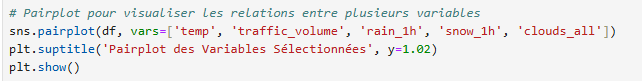 # Pairplot pour visualiser les relations entre plusieurs variables
sns.pairplot(df, vars=['temp', 'traffic_volume', 'rain_1h', 'snow_1h', 'clouds_all'])
plt.suptitle('Pairplot des Variables Sélectionnées', y=1.02)
plt.show()